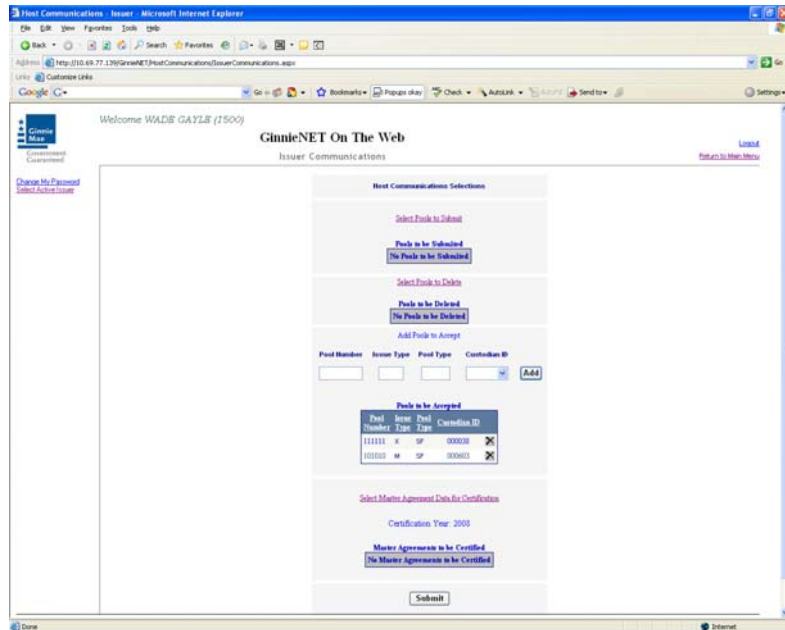 Host Communications - Issuer - Microsoft Internet Explorer
File Edit View Favorites Tools Help
Back Search Favorites
Address http://10.69.77.139/GinnieNET/HostCommunications/IssuerCommunications.aspx Go
Links Customize Links
Google G Go Bookmarks Popups okay Check AutoLink AutoFill Send to Settings
Ginnie Mae
Government Guaranteed
Welcome WADE GAYLE (1500)
GinnieNET On The Web
Issuer Communications
Logout
Return to Main Menu
Change My Password
Select Active Issuer
Host Communications Selections
Select Pools to Submit
Pools to be Submitted
No Pools to be Submitted
Select Pools to Delete
Pools to be Deleted
No Pools to be Deleted
Add Pools to Accept
Pool Number Issue Type Pool Type Custodian ID
Add
Pools to be Accepted
Pool Number Issue Type Pool Type Custodian ID
111111 X SF 000038
101010 M SF 000603
Select Master Agreement Data for Certification
Certification Year: 2008
Master Agreements to be Certified
No Master Agreements to be Certified
Submit
Done Internet